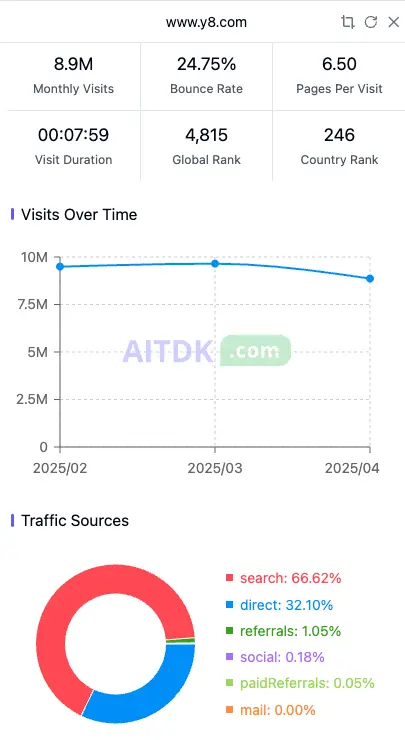 www.y8.com
8.9M 24.75% 6.50
Monthly Visits Bounce Rate Pages Per Visit
00:07:59 4,815 246
Visit Duration Global Rank Country Rank
Visits Over Time
10M
7.5M
5M
AITDK .com
2.5M
0
2025/02 2025/03 2025/04
Traffic Sources
search: 66.62%
direct: 32.10%
referrals: 1.05%
social: 0.18%
paidReferrals: 0.05%
mail: 0.00%